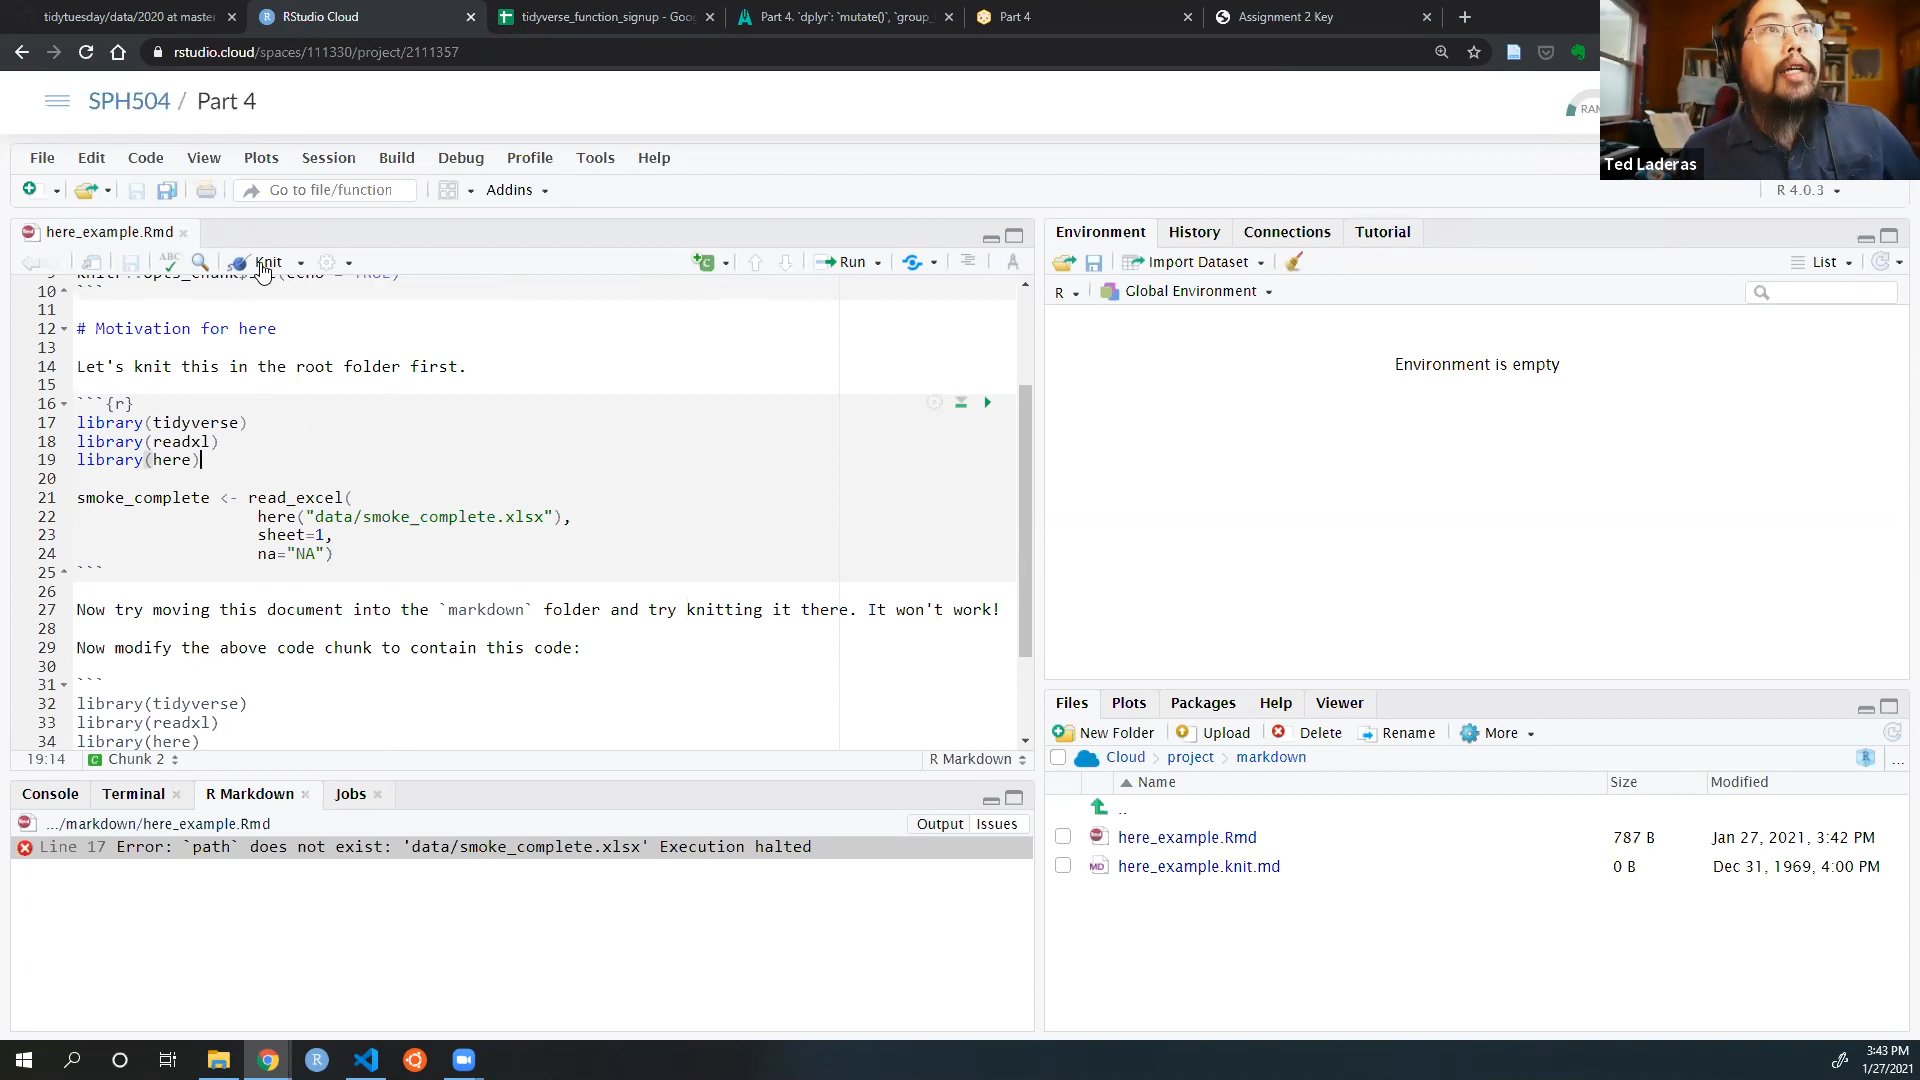 tidytuesday/data/2020 at master
RStudio Cloud
tidyverse_function_signup - Goo
Part 4. `dplyr`: `mutate()`, `group_
Part 4
Assignment 2 Key
rstudio.cloud/spaces/111330/project/2111357
SPH504 / Part 4
RAM
Ted Laderas
File Edit Code View Plots Session Build Debug Profile Tools Help
Go to file/function
Addins
R 4.0.3
here_example.Rmd
ABC
Knit
Run
10 ```
11
12 # Motivation for here
13
14 Let's knit this in the root folder first.
15
16 ```{r}
17 library(tidyverse)
18 library(readxl)
19 library(here)
20
21 smoke_complete <- read_excel(
22 here("data/smoke_complete.xlsx"),
23 sheet=1,
24 na="NA")
25 ```
26
27 Now try moving this document into the `markdown` folder and try knitting it there. It won't work!
28
29 Now modify the above code chunk to contain this code:
30
31 ```
32 library(tidyverse)
33 library(readxl)
34 library(here)
19:14 Chunk 2 R Markdown
Console Terminal R Markdown Jobs
.../markdown/here_example.Rmd
Output Issues
Line 17 Error: `path` does not exist: 'data/smoke_complete.xlsx' Execution halted
Environment History Connections Tutorial
Import Dataset
List
R Global Environment
Environment is empty
Files Plots Packages Help Viewer
New Folder Upload Delete Rename More
Cloud project markdown
...
Name Size Modified
..
here_example.Rmd 787 B Jan 27, 2021, 3:42 PM
here_example.knit.md 0 B Dec 31, 1969, 4:00 PM
3:43 PM
1/27/2021